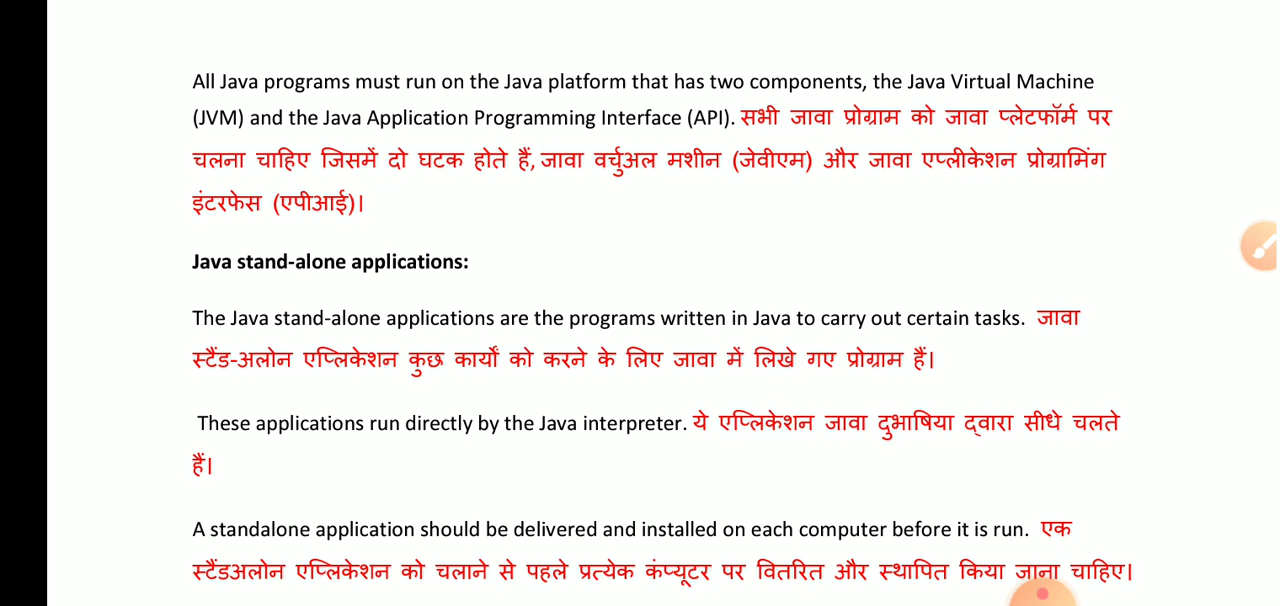 All Java programs must run on the Java platform that has two components, the Java Virtual Machine
(JVM) and the Java Application Programming Interface (API). सभी जावा प्रोग्राम को जावा प्लेटफॉर्म पर
चलना चाहिए जिसमें दो घटक होते हैं, जावा वर्चुअल मशीन (जेवीएम) और जावा एप्लीकेशन प्रोग्रामिंग
इंटरफेस (एपीआई)।
Java stand-alone applications:
The Java stand-alone applications are the programs written in Java to carry out certain tasks. जावा
स्टैंड-अलोन एप्लिकेशन कुछ कार्यों को करने के लिए जावा में लिखे गए प्रोग्राम हैं।
These applications run directly by the Java interpreter. ये एप्लिकेशन जावा दुभाषिया द्वारा सीधे चलते
हैं।
A standalone application should be delivered and installed on each computer before it is run. एक
स्टैंडअलोन एप्लिकेशन को चलाने से पहले प्रत्येक कंप्यूटर पर वितरित और स्थापित किया जाना चाहिए।